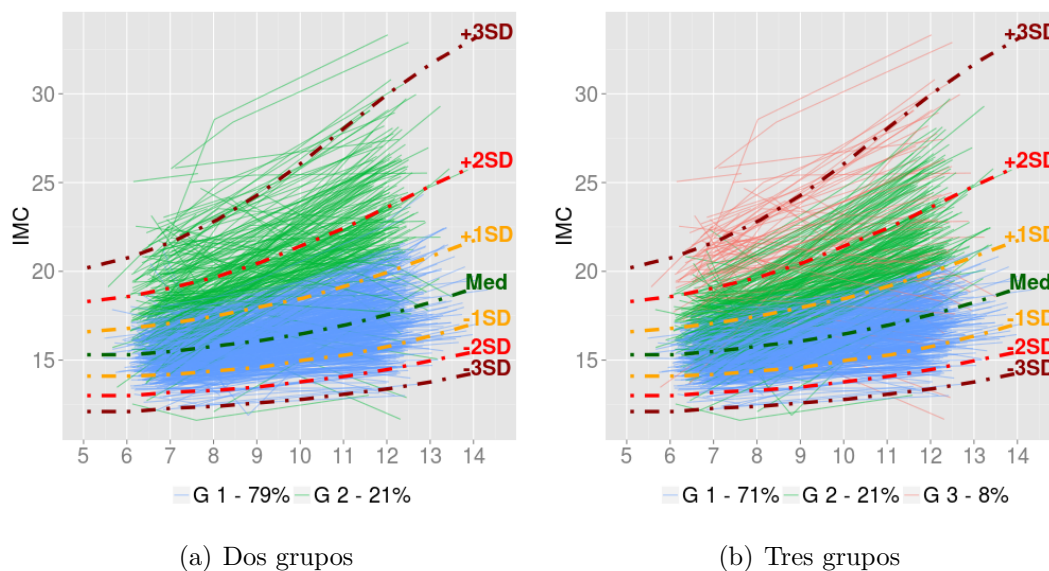 +3SD
+2SD
+1SD
Med
-1SD
-2SD
-3SD
30
25
20
15
IMC
5 6 7 8 9 10 11 12 13 14
G 1 - 79% G 2 - 21%
(a) Dos grupos
+3SD
+2SD
+1SD
Med
-1SD
-2SD
-3SD
30
25
20
15
IMC
5 6 7 8 9 10 11 12 13 14
G 1 - 71% G 2 - 21% G 3 - 8%
(b) Tres grupos